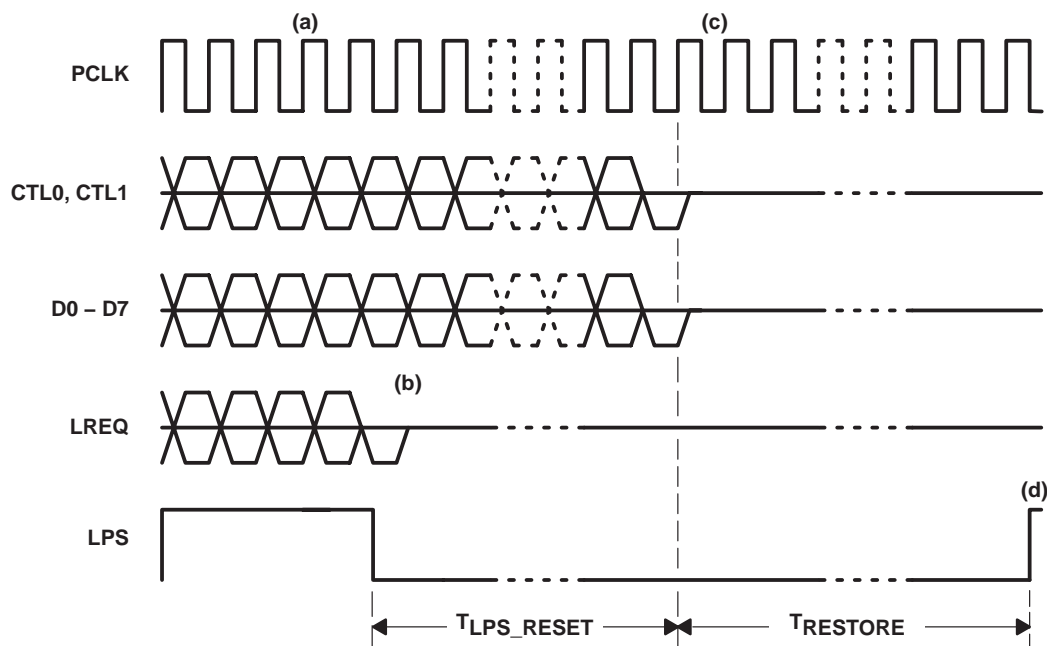 (a)
(c)
PCLK
CTL0, CTL1
D0 – D7
(b)
LREQ
(d)
LPS
TLPS_RESET
TRESTORE